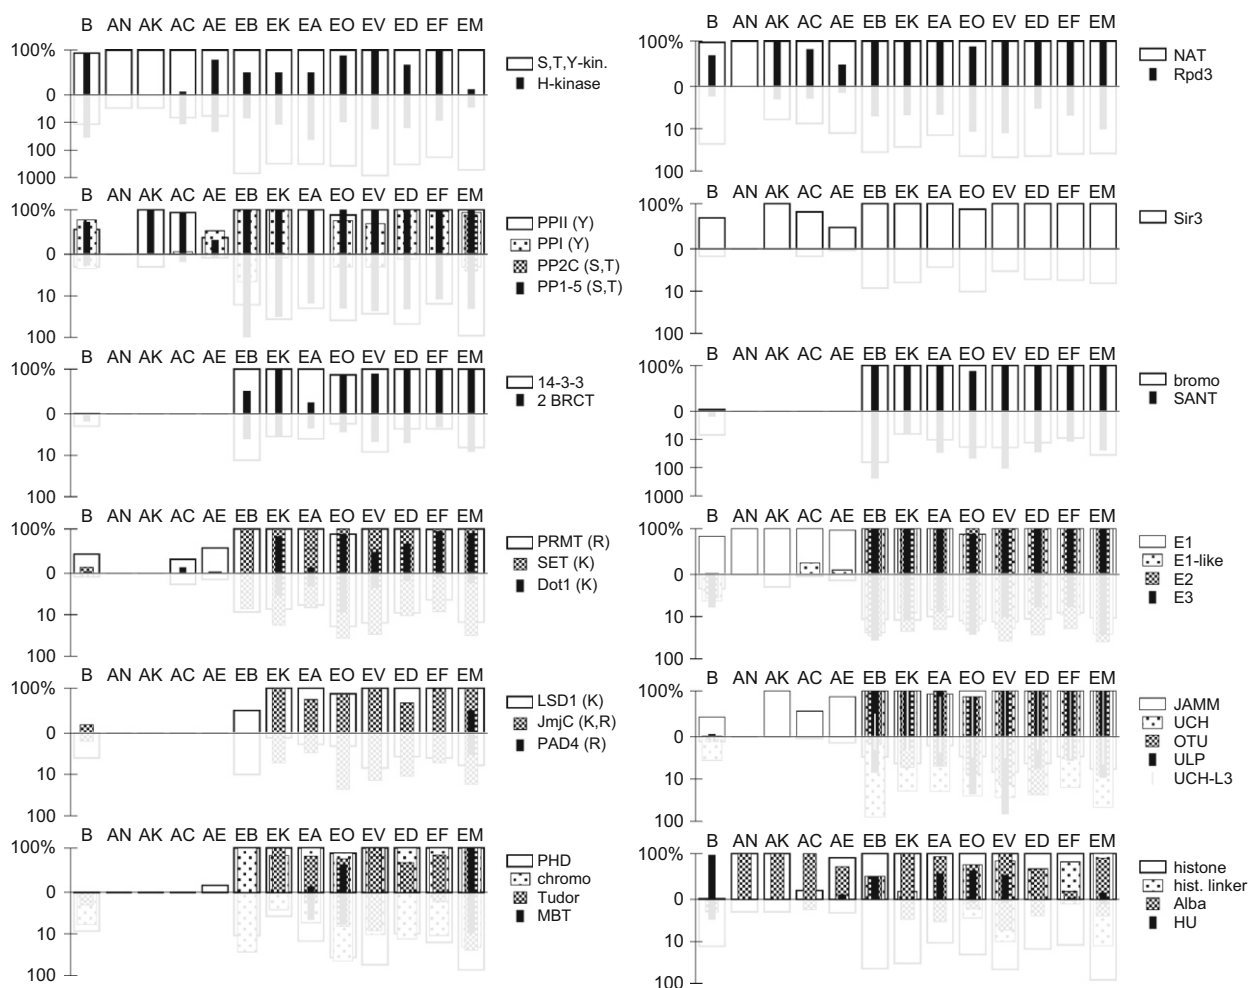 B AN AK AC AE EB EK EA EO EV ED EF EM
100%
0
10
100
1000
S,T,Y-kin.
H-kinase
B AN AK AC AE EB EK EA EO EV ED EF EM
100%
0
10
100
PPII (Y)
PPI (Y)
PP2C (S,T)
PP1-5 (S,T)
B AN AK AC AE EB EK EA EO EV ED EF EM
100%
0
10
100
14-3-3
2 BRCT
B AN AK AC AE EB EK EA EO EV ED EF EM
100%
0
10
100
PRMT (R)
SET (K)
Dot1 (K)
B AN AK AC AE EB EK EA EO EV ED EF EM
100%
0
10
100
LSD1 (K)
JmjC (K,R)
PAD4 (R)
B AN AK AC AE EB EK EA EO EV ED EF EM
100%
0
10
100
PHD
chromo
Tudor
MBT
B AN AK AC AE EB EK EA EO EV ED EF EM
100%
0
10
100
NAT
Rpd3
B AN AK AC AE EB EK EA EO EV ED EF EM
100%
0
10
100
Sir3
B AN AK AC AE EB EK EA EO EV ED EF EM
100%
0
10
100
1000
bromo
SANT
B AN AK AC AE EB EK EA EO EV ED EF EM
100%
0
10
100
E1
E1-like
E2
E3
B AN AK AC AE EB EK EA EO EV ED EF EM
100%
0
10
100
JAMM
UCH
OTU
ULP
UCH-L3
B AN AK AC AE EB EK EA EO EV ED EF EM
100%
0
10
100
histone
hist. linker
Alba
HU